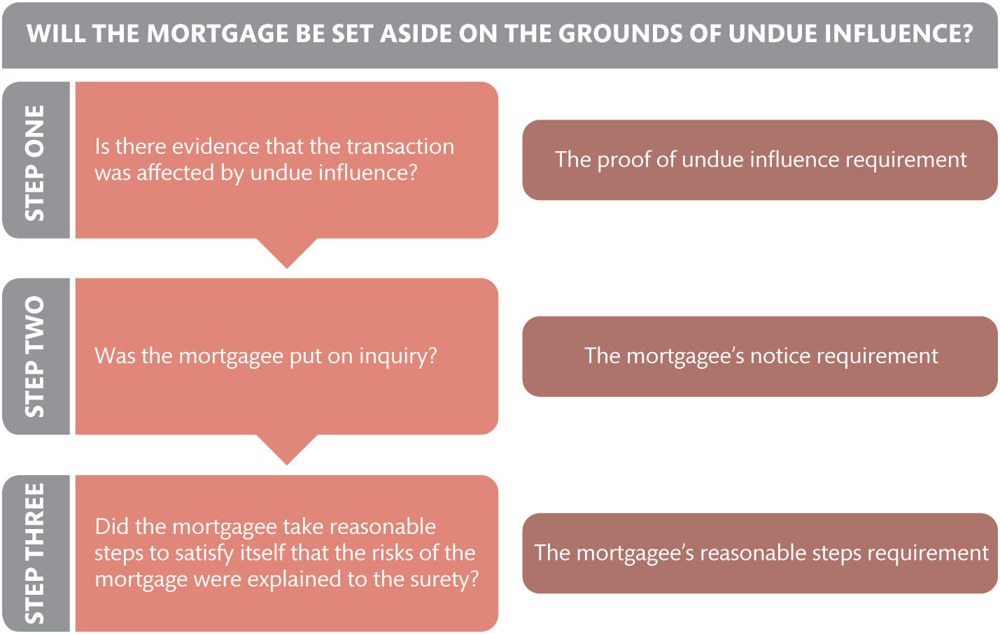 WILL THE MORTGAGE BE SET ASIDE ON THE GROUNDS OF UNDUE INFLUENCE?
STEP ONE
Is there evidence that the transaction
was affected by undue influence?
The proof of undue influence requirement
STEP TWO
Was the mortgagee put on inquiry?
The mortgagee’s notice requirement
STEP THREE
Did the mortgagee take reasonable
steps to satisfy itself that the risks of the
mortgage were explained to the surety?
The mortgagee’s reasonable steps requirement